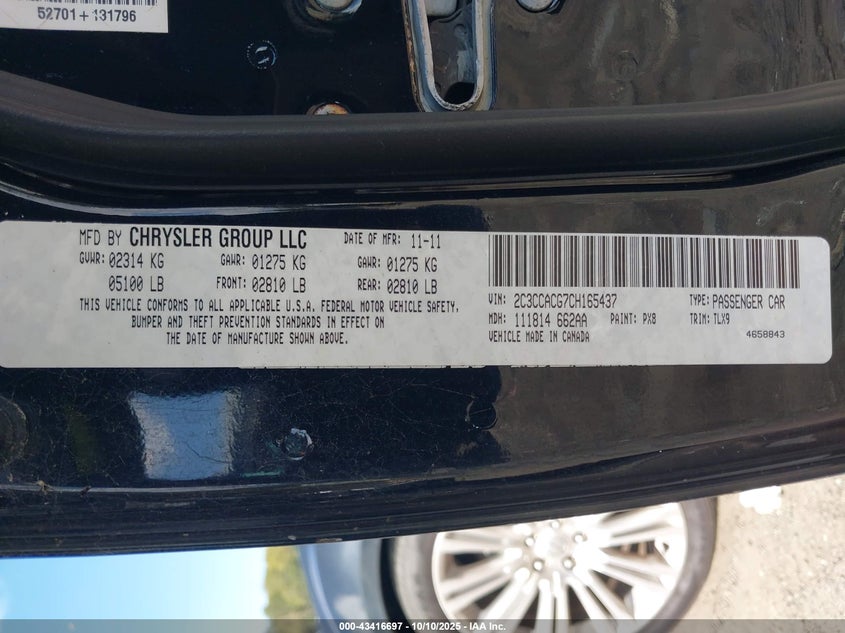 52701+131796
MFD BY CHRYSLER GROUP LLC DATE OF MFR: 11-11
GVWR: 02314 KG GAWR: 01275 KG GAWR: 01275 KG
05100 LB FRONT: 02810 LB REAR: 02810 LB
THIS VEHICLE CONFORMS TO ALL APPLICABLE U.S.A. FEDERAL MOTOR VEHICLE SAFETY,
BUMPER AND THEFT PREVENTION STANDARDS IN EFFECT ON
THE DATE OF MANUFACTURE SHOWN ABOVE.
VIN: 2C3CCACG7CH165437 TYPE: PASSENGER CAR
MDH: 111814 662AA PAINT: PX8 TRIM: TLX9
VEHICLE MADE IN CANADA 4658843
000-43416697 - 10/10/2025 - IAA Inc.